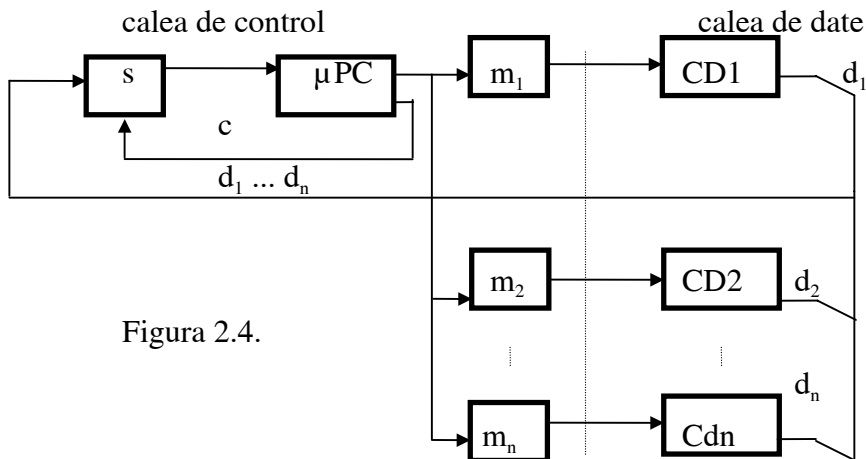 calea de control calea de date
s µPC m₁ CD1 d₁
c
d₁ ... dₙ
m₂ CD2 d₂
Figura 2.4.
dₙ
mₙ Cdn